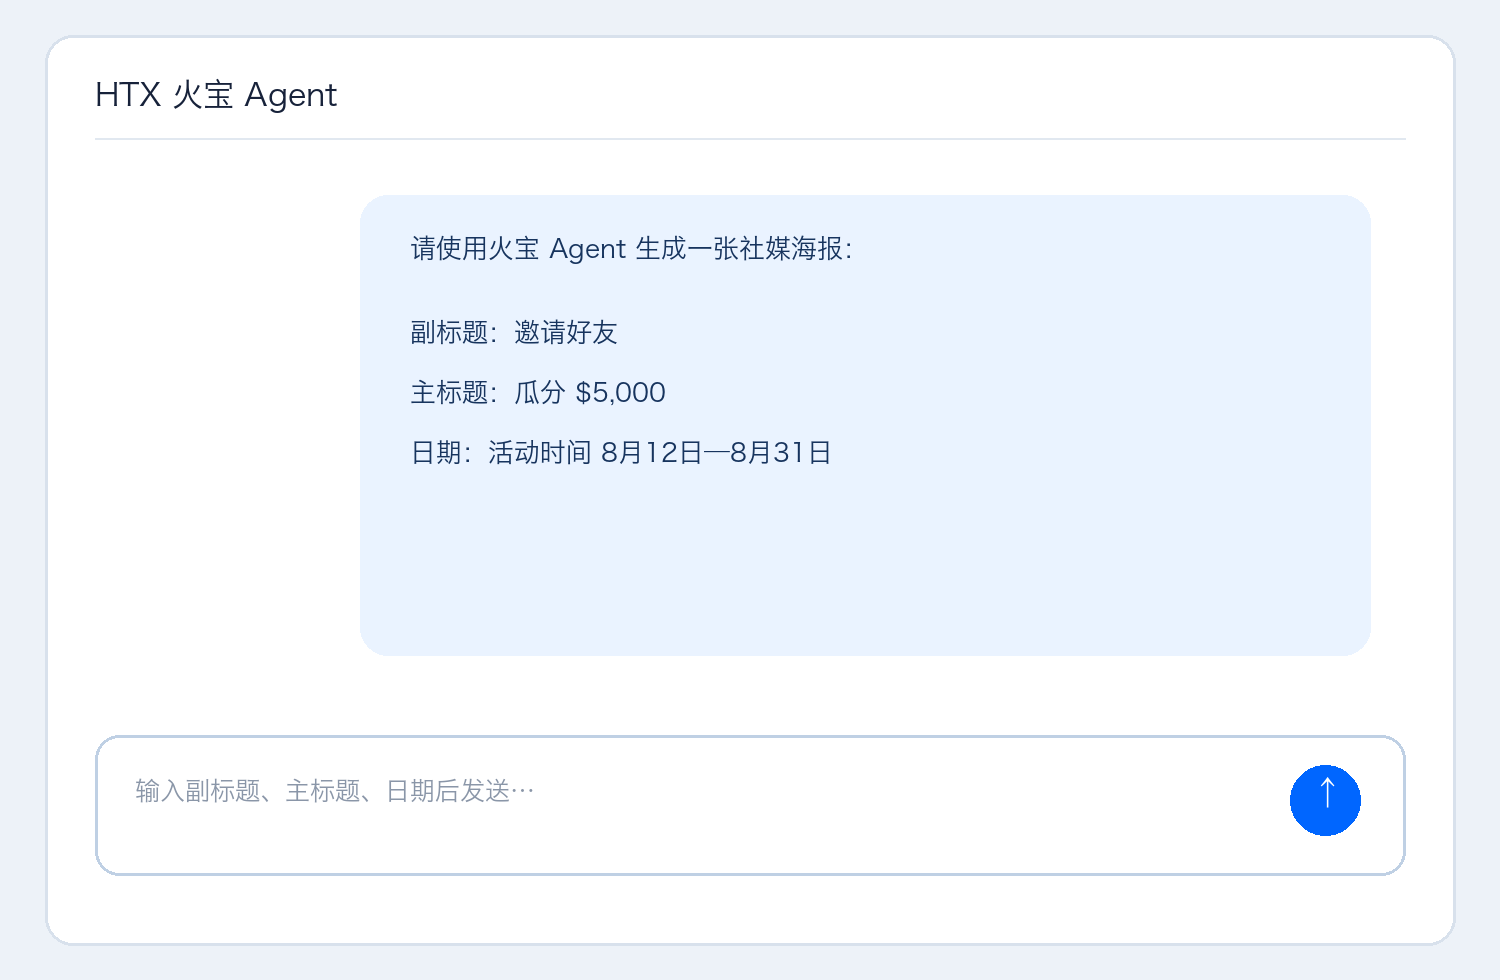 HTX 火宝 Agent
请使用火宝 Agent 生成一张社媒海报：
副标题：邀请好友
主标题：瓜分 $5,000
日期：活动时间 8月12日—8月31日
输入副标题、主标题、日期后发送…
↑